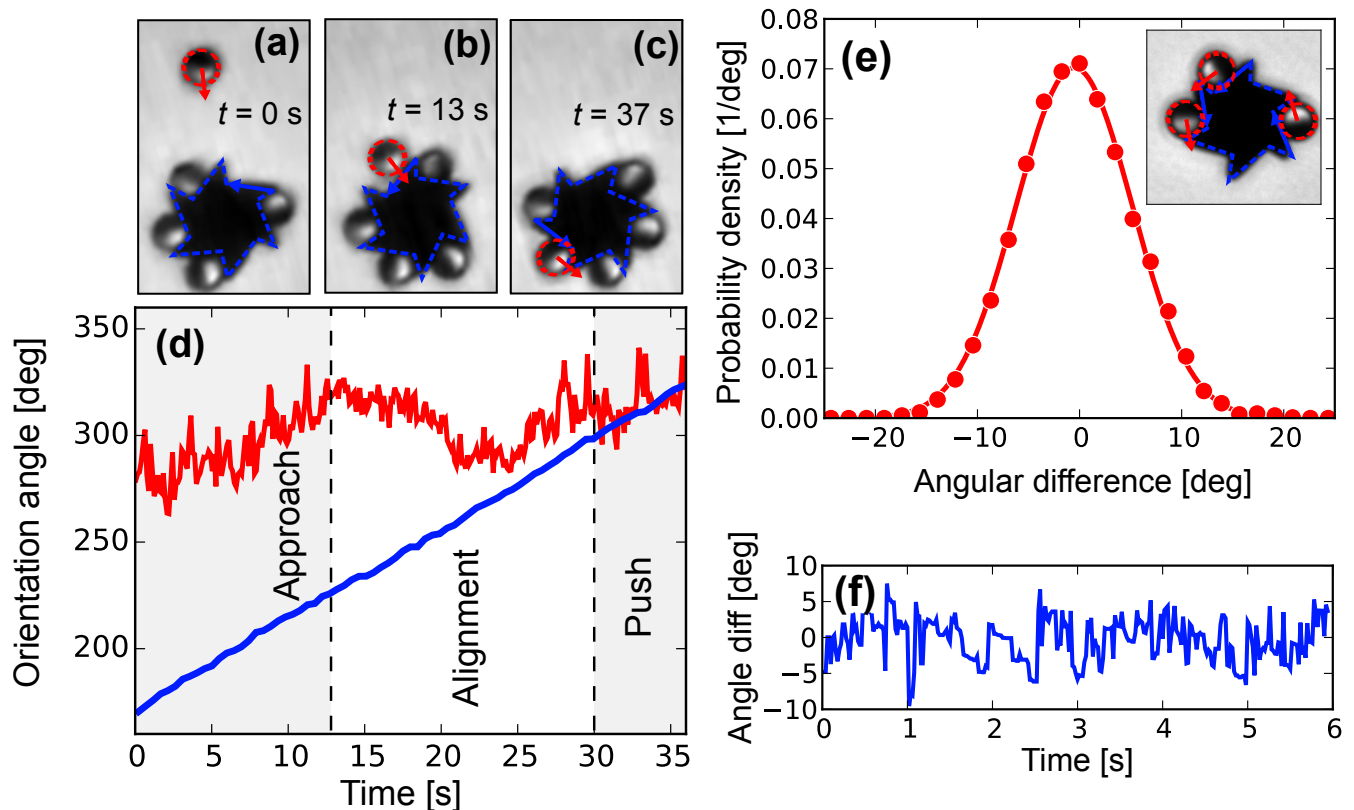 (a)
t = 0 s
(b)
t = 13 s
(c)
t = 37 s
(d)
Orientation angle [deg]
350
300
250
200
Approach
Alignment
Push
0 5 10 15 20 25 30 35
Time [s]
(e)
Probability density [1/deg]
0.07
0.06
0.05
0.04
0.03
0.02
0.01
0.00
−20 −10 0 10 20
Angular difference [deg]
(f)
Angle diff [deg]
10
5
0
−5
−10
0 1 2 3 4 5 6
Time [s]